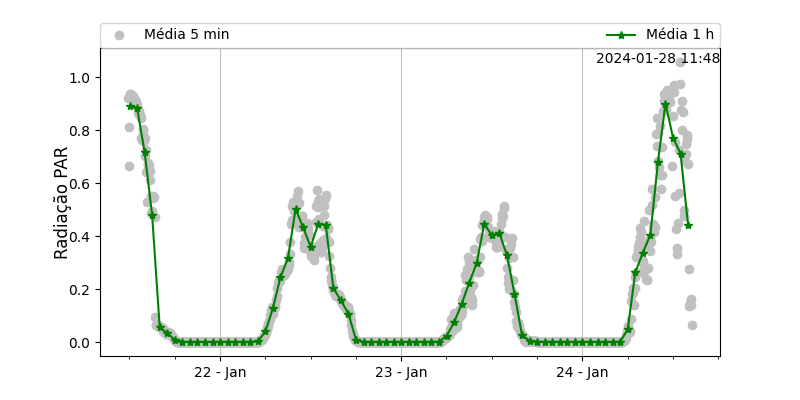 Média 5 min
Média 1 h
2024-01-28 11:48
Radiação PAR
1.0
0.8
0.6
0.4
0.2
0.0
22 - Jan
23 - Jan
24 - Jan